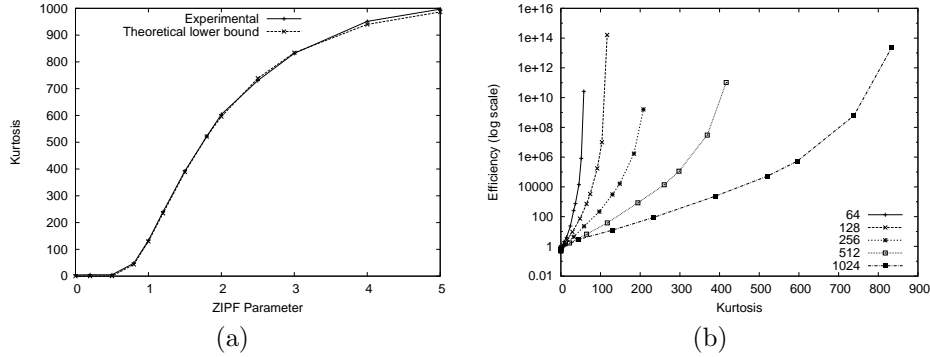 1000
900
800
700
600
500
400
300
200
100
0
Kurtosis
0 1 2 3 4 5
ZIPF Parameter
Experimental
Theoretical lower bound
(a)
1e+16
1e+14
1e+12
1e+10
1e+08
1e+06
10000
100
1
0.01
Efficiency (log scale)
0 100 200 300 400 500 600 700 800 900
Kurtosis
64
128
256
512
1024
(b)